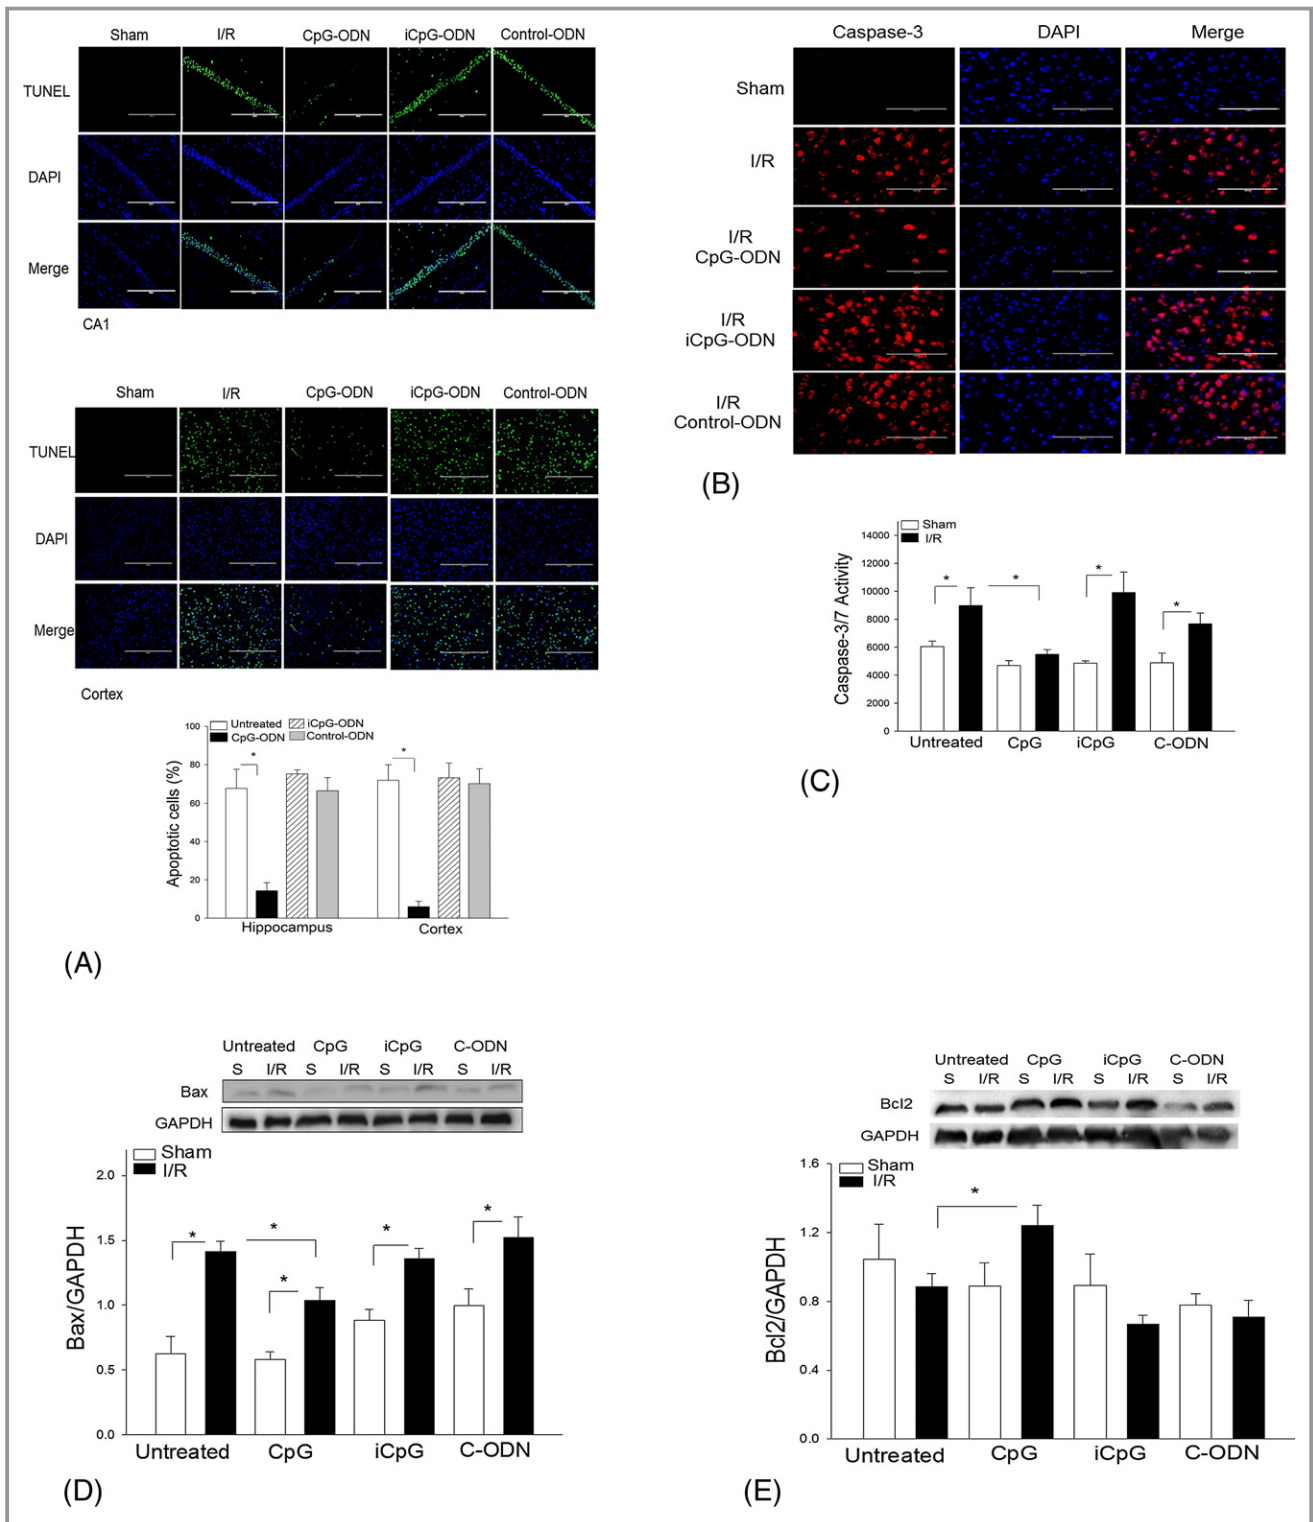 Sham I/R CpG-ODN iCpG-ODN Control-ODN
TUNEL
DAPI
Merge
CA1
Sham I/R CpG-ODN iCpG-ODN Control-ODN
TUNEL
DAPI
Merge
Cortex
Untreated iCpG-ODN
CpG-ODN Control-ODN
*
*
100
80
60
40
20
0
Apoptotic cells (%)
Hippocampus Cortex
(A)
Caspase-3 DAPI Merge
Sham
I/R
I/R
CpG-ODN
I/R
iCpG-ODN
I/R
Control-ODN
(B)
Sham
I/R
14000
12000
10000
8000
6000
4000
2000
0
Caspase-3/7 Activity
* * * *
Untreated CpG iCpG C-ODN
(C)
Untreated CpG iCpG C-ODN
S I/R S I/R S I/R S I/R
Bax
GAPDH
Sham
I/R
2.0
1.5
1.0
0.5
0.0
Bax/GAPDH
* * * * *
Untreated CpG iCpG C-ODN
(D)
Untreated CpG iCpG C-ODN
S I/R S I/R S I/R S I/R
Bcl2
GAPDH
Sham
I/R
1.6
1.2
0.8
0.4
0.0
Bcl2/GAPDH
*
Untreated CpG iCpG C-ODN
(E)